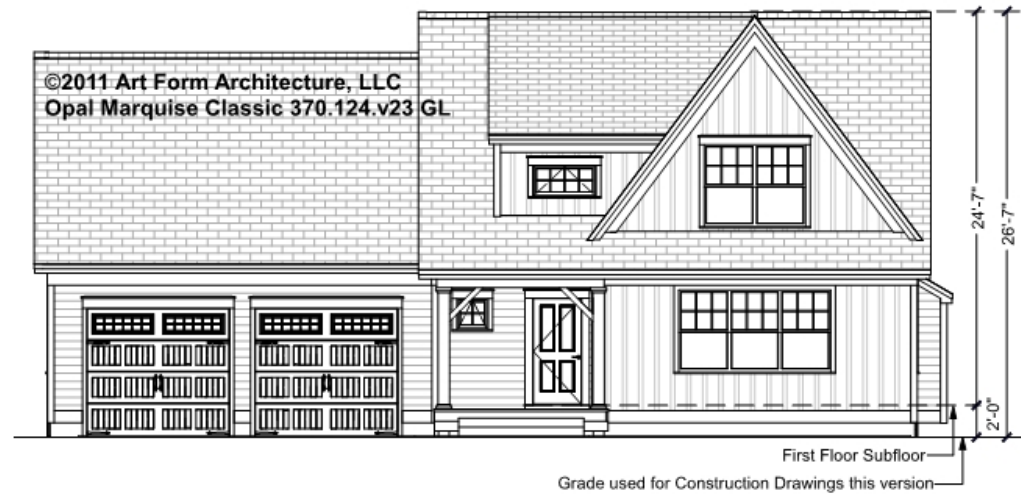 ©2011 Art Form Architecture, LLC
Opal Marquise Classic 370.124.v23 GL
24'-7"
26'-7"
2'-0"
First Floor Subfloor
Grade used for Construction Drawings this version